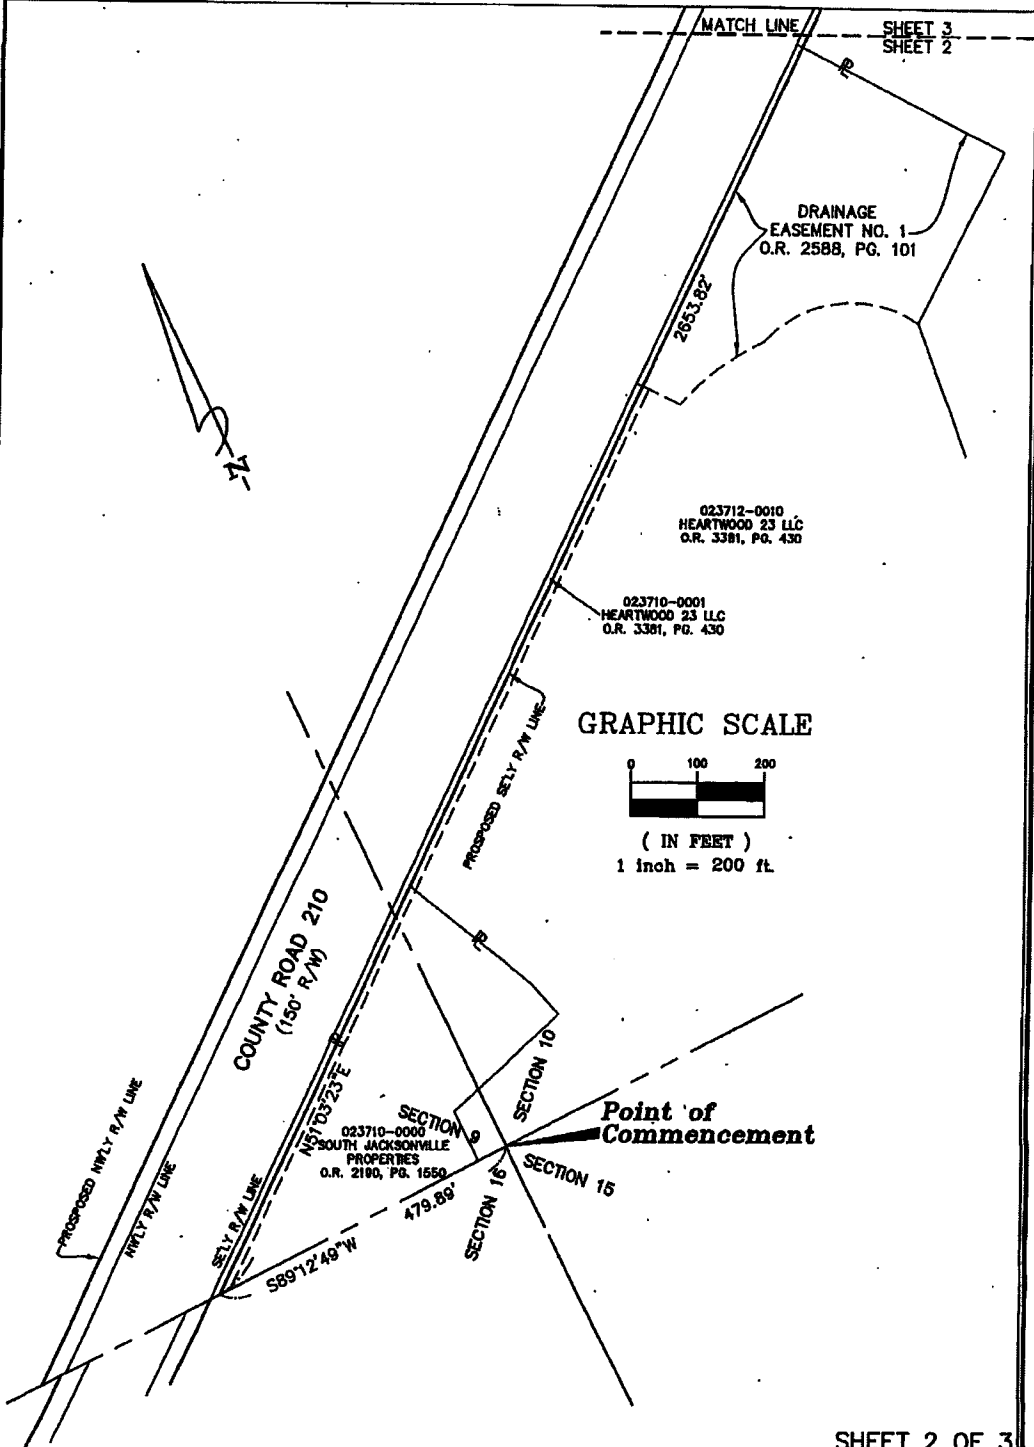 MATCH LINE
SHEET 3
SHEET 2
DRAINAGE
EASEMENT NO. 1
O.R. 2588, PG. 101
2653.82'
N
023712-0010
HEARTWOOD 23 LLC
O.R. 3381, PG. 430
023710-0001
HEARTWOOD 23 LLC
O.R. 3381, PG. 430
PROSPOSED SE'LY R/W LINE
GRAPHIC SCALE
0 100 200
( IN FEET )
1 inch = 200 ft.
COUNTY ROAD 210
(150' R/W)
N51°03'23"E
SECTION 10
SECTION 9
Point of
Commencement
023710-0000
SOUTH JACKSONVILLE
PROPERTIES
O.R. 2190, PG. 1550
SECTION 15
SECTION 16
479.89'
S89°12'49"W
PROSPOSED NW'LY R/W LINE
NW'LY R/W LINE
SE'LY R/W LINE
SHEET 2 OF 3